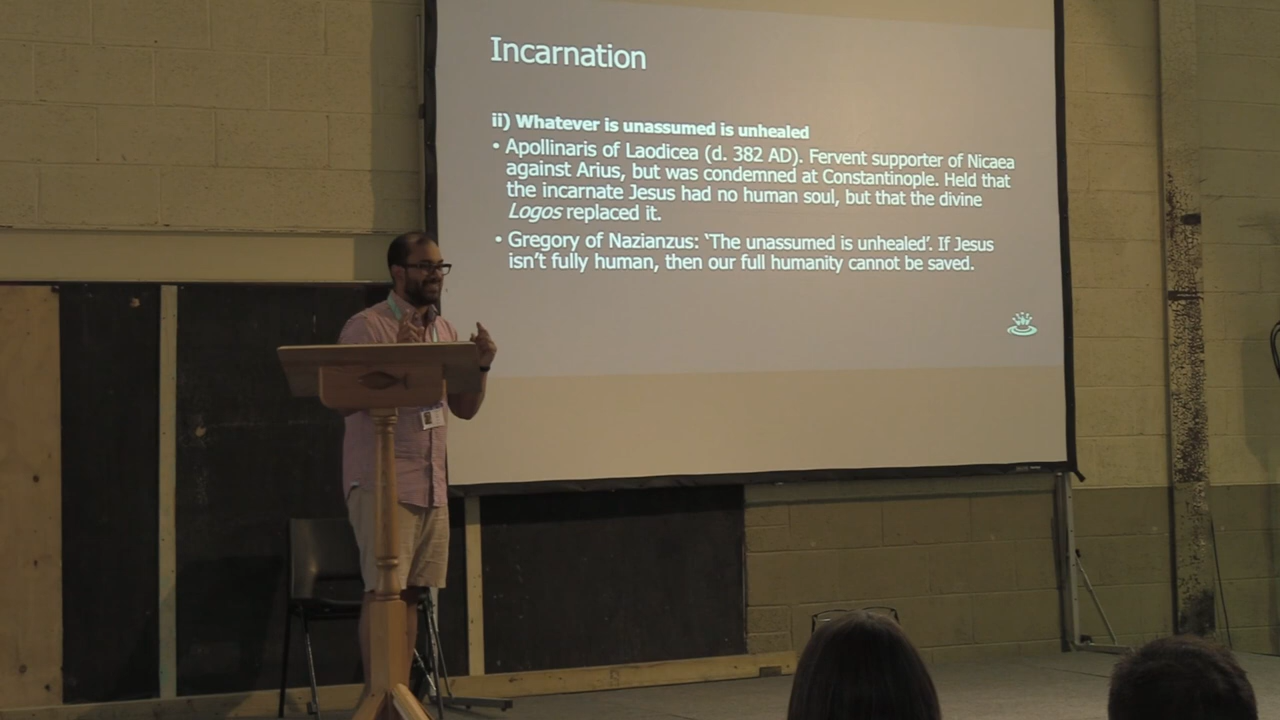 Incarnation
ii) Whatever is unassumed is unhealed
• Apollinaris of Laodicea (d. 382 AD). Fervent supporter of Nicaea
against Arius, but was condemned at Constantinople. Held that
the incarnate Jesus had no human soul, but that the divine
Logos replaced it.
• Gregory of Nazianzus: ‘The unassumed is unhealed’. If Jesus
isn’t fully human, then our full humanity cannot be saved.